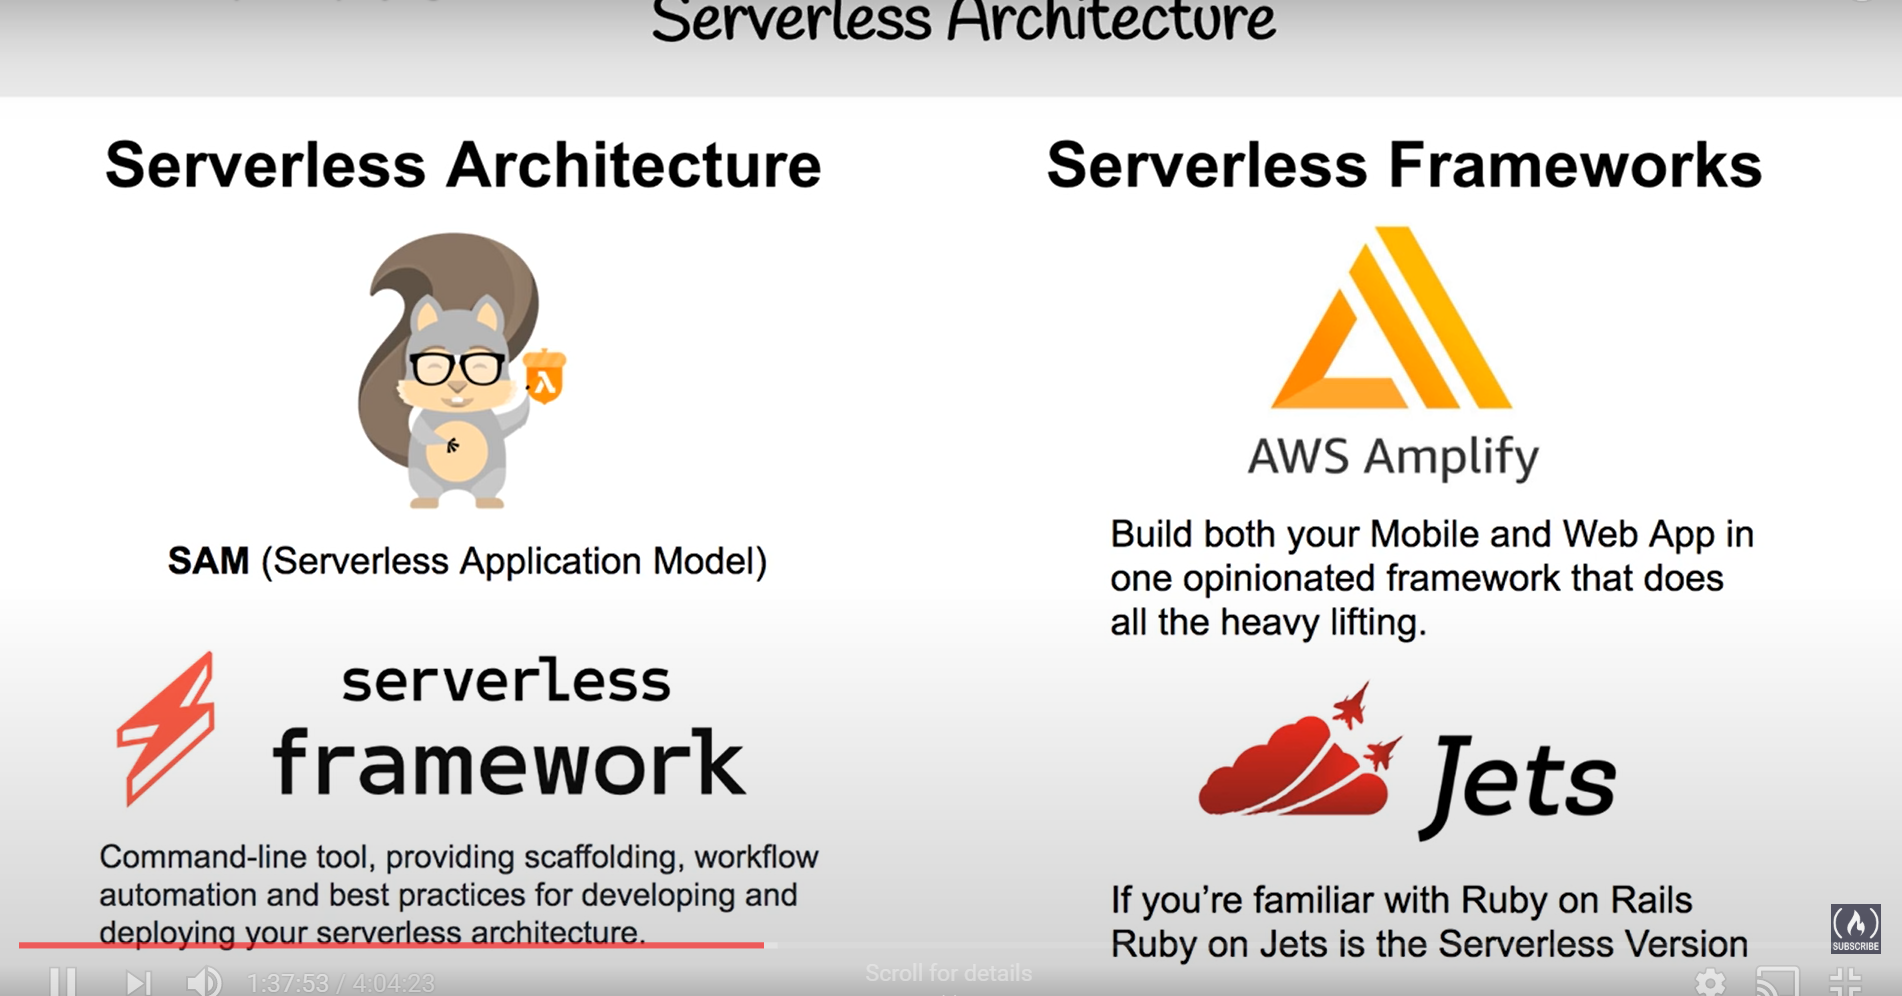 Serverless Architecture
Serverless Architecture
SAM (Serverless Application Model)
serverless
framework
Command-line tool, providing scaffolding, workflow
automation and best practices for developing and
deploying your serverless architecture.
Serverless Frameworks
AWS Amplify
Build both your Mobile and Web App in
one opinionated framework that does
all the heavy lifting.
Jets
If you’re familiar with Ruby on Rails
Ruby on Jets is the Serverless Version
SUBSCRIBE
1:37:53 / 4:04:23
Scroll for details